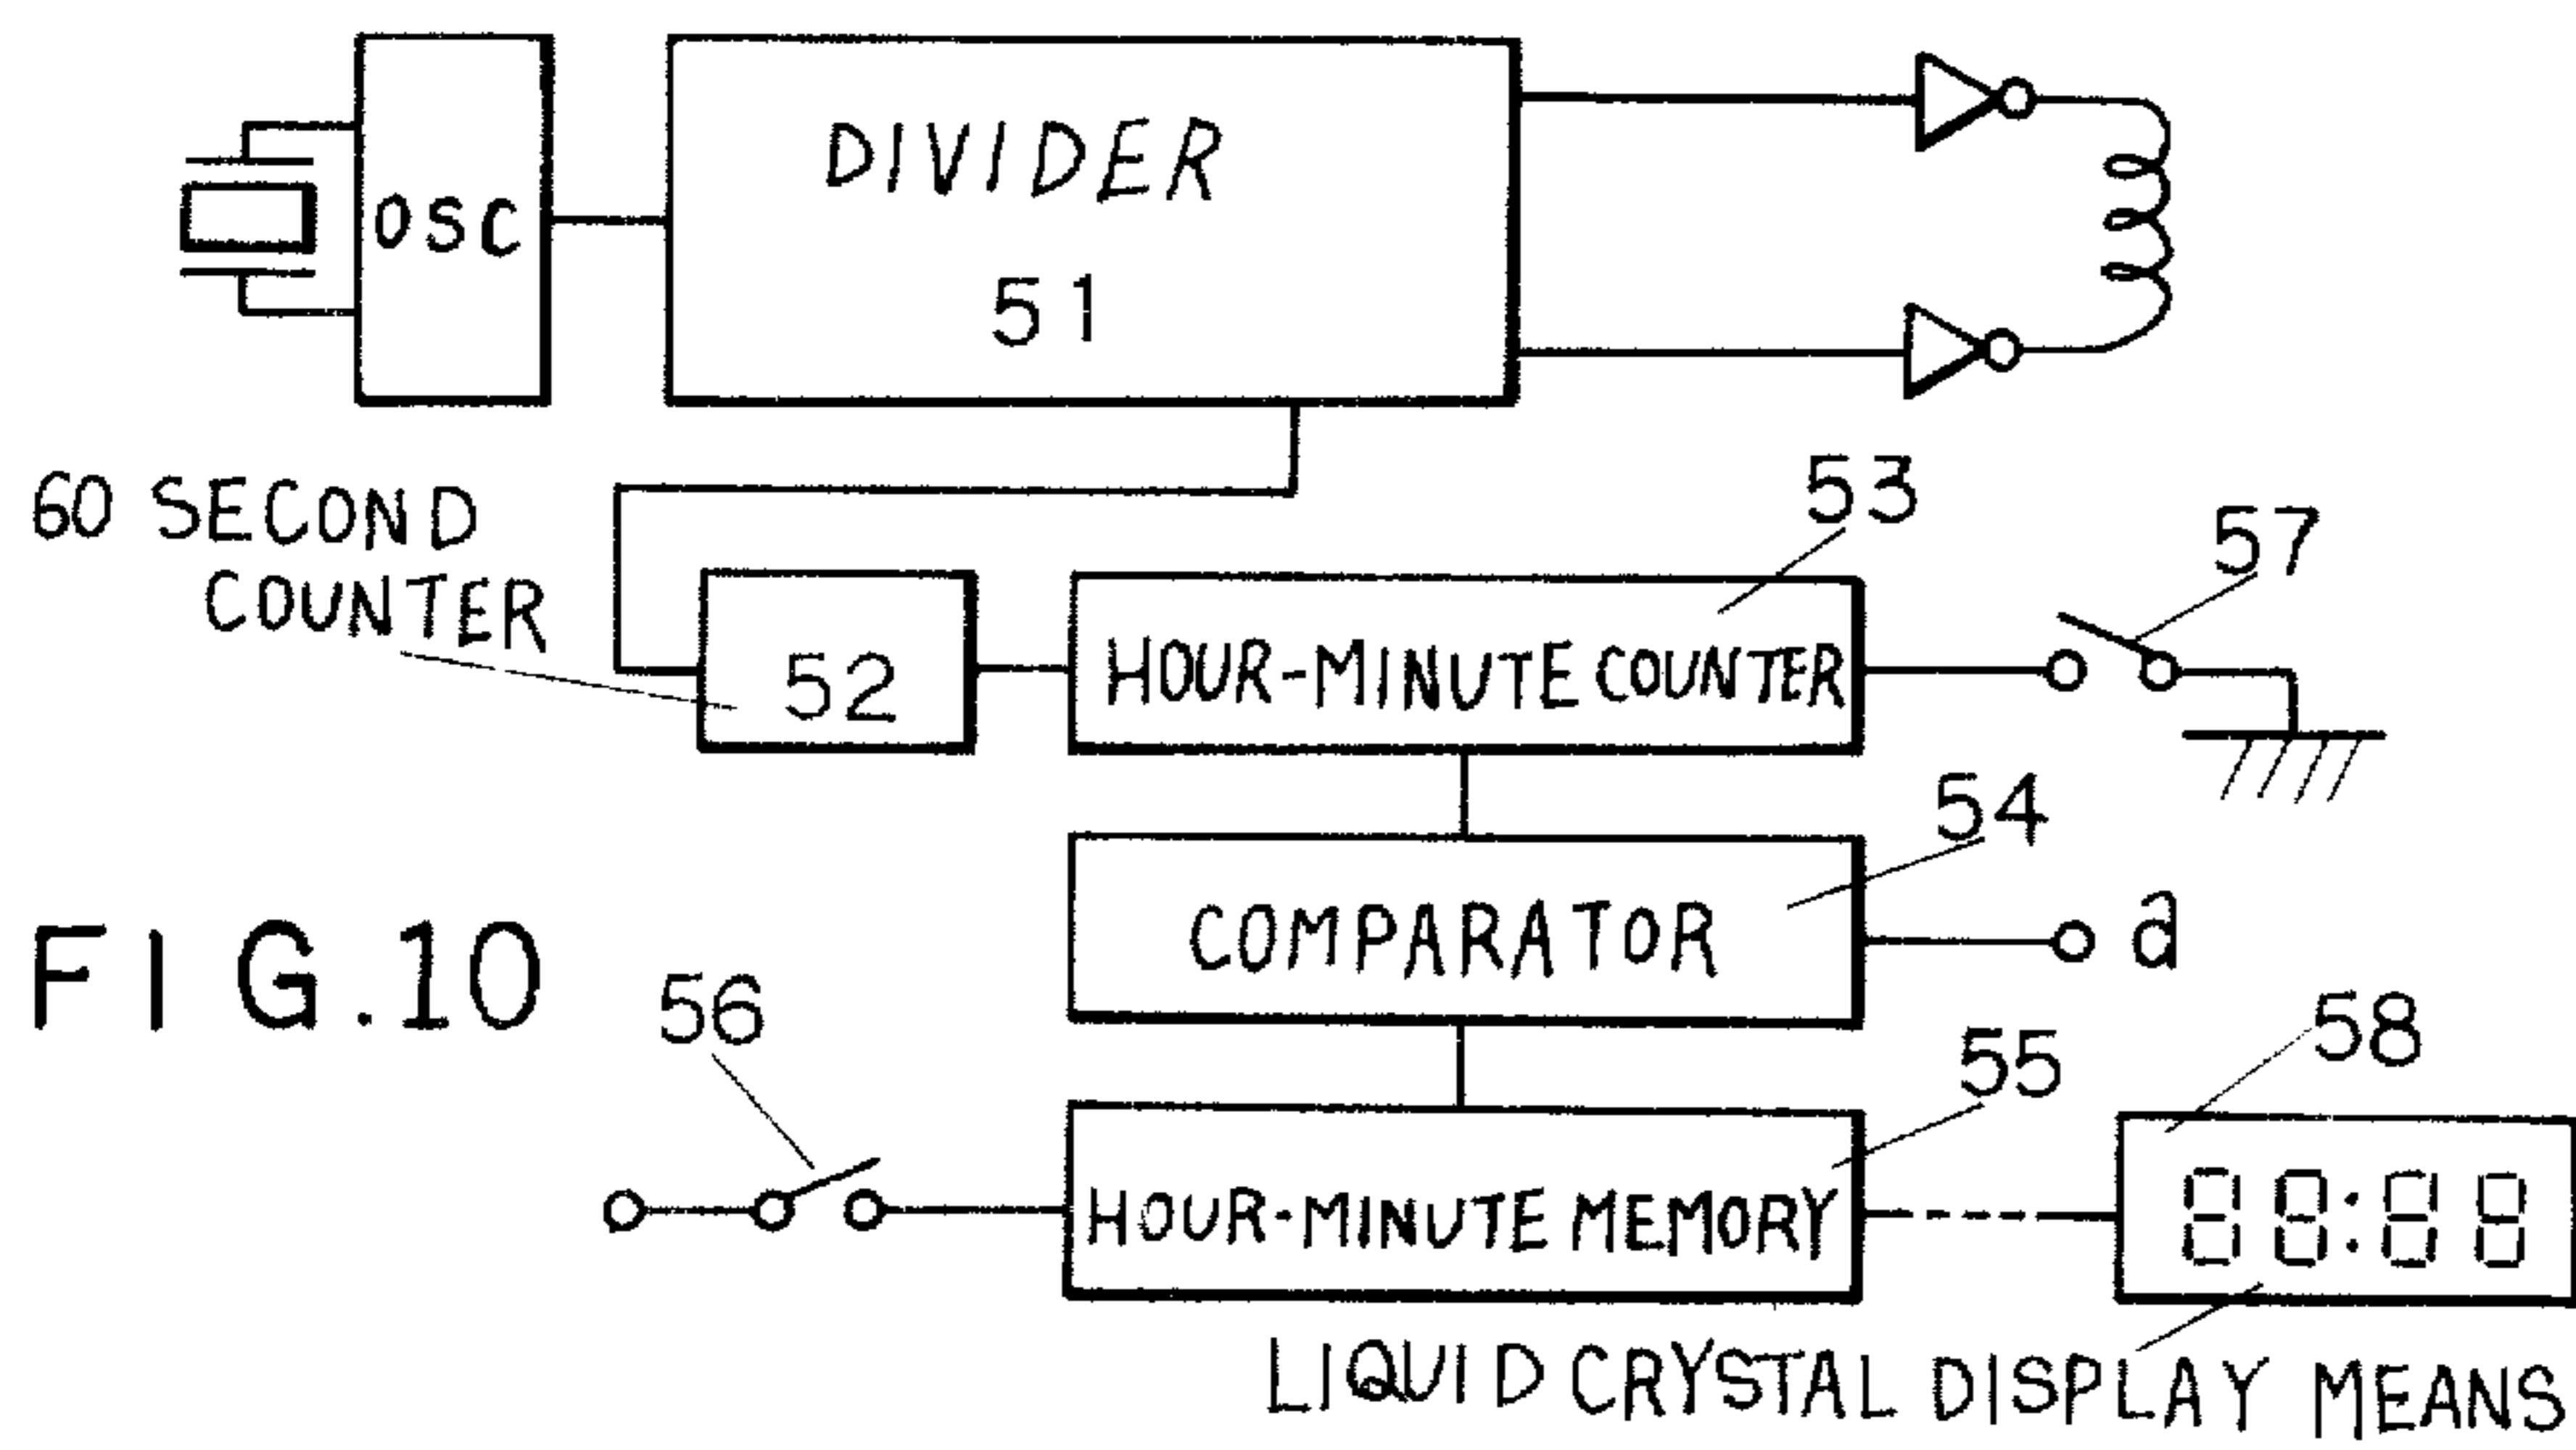 OSC
DIVIDER
51
60 SECOND
COUNTER
52
53
HOUR-MINUTE COUNTER
57
54
COMPARATOR
a
FIG.10
56
55
HOUR-MINUTE MEMORY
58
88:88
LIQUID CRYSTAL DISPLAY MEANS